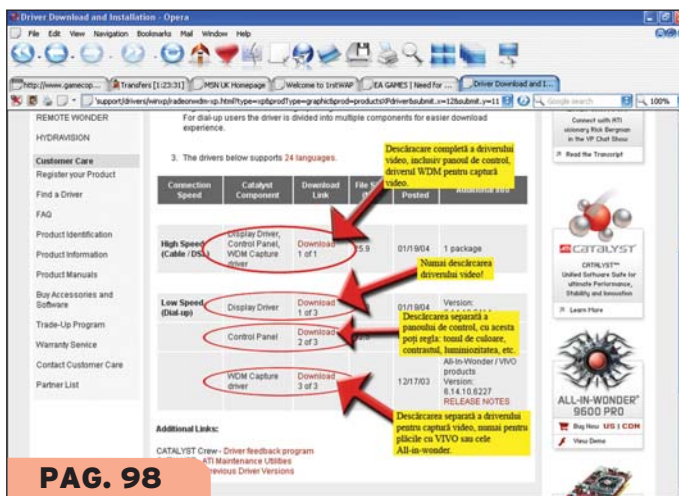 Driver Download and Installation - Opera
File Edit View Navigation Bookmarks Mail Window Help
http://www.gamecop... Transfers [1:23:31] MSN UK Homepage Welcome to 1nstWAP EA GAMES | Need for ... Driver Download and I...
Google search 100%
REMOTE WONDER
HYDRAVISION
Customer Care
Register your Product
Find a Driver
FAQ
Product Identification
Product Information
Product Manuals
Buy Accessories and
Software
Trade-Up Program
Warranty Service
Contact Customer Care
Partner List
For dial-up users the driver is divided into multiple components for easier download
experience.
3. The drivers below supports 24 languages.
Descăracare completă a driverului
video, inclusiv panoul de control,
driverul WDM pentru captură
video.
Connection Speed
Catalyst Component
Download Link
File
Posted
Additional Info
High Speed
(Cable / DSL)
Display Driver,
Control Panel,
WDM Capture
driver
Download
1 of 1
25.9
01/19/04
1 package
Numai descărcarea
driverului video!
Low Speed
(Dial-up)
Display Driver
Download
1 of 3
01/19/04
Version:
Descărcarea separată a
panoului de control, cu acesta
poți regla: tonul de culoare,
contrastul, luminiozitatea, etc.
Control Panel
Download
2 of 3
WDM Capture
driver
Download
3 of 3
12/17/03
All-In-Wonder / VIVO
products
Version:
6.14.10.6227
RELEASE NOTES
Descărcarea separată a driverului
pentru captură video, numai pentru
plăcile cu VIVO sau cele
All-in-wonder.
Additional Links:
CATALYST Crew - Driver feedback program
ATI Maintenance Utilities
Previous Driver Versions
Connect with ATI
visionary Rick Bergman
in the VP Chat Show
Read the Transcript
CATALYST
CATALYST™
Unified Software Suite for
ultimate Performance,
Stability and Innovation
Learn More
ALL-IN-WONDER®
9600 PRO
Buy Now US | CDN
View Demo
PAG. 98